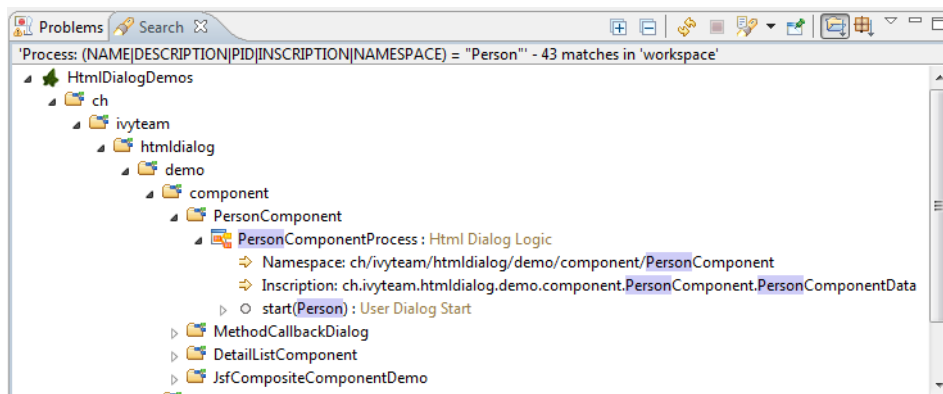 Problems Search
'Process: (NAME|DESCRIPTION|PID|INSCRIPTION|NAMESPACE) = "Person"' - 43 matches in 'workspace'
HtmlDialogDemos
ch
ivyteam
htmldialog
demo
component
PersonComponent
PersonComponentProcess : Html Dialog Logic
Namespace: ch/ivyteam/htmldialog/demo/component/PersonComponent
Inscription: ch.ivyteam.htmldialog.demo.component.PersonComponent.PersonComponentData
start(Person) : User Dialog Start
MethodCallbackDialog
DetailListComponent
JsfCompositeComponentDemo